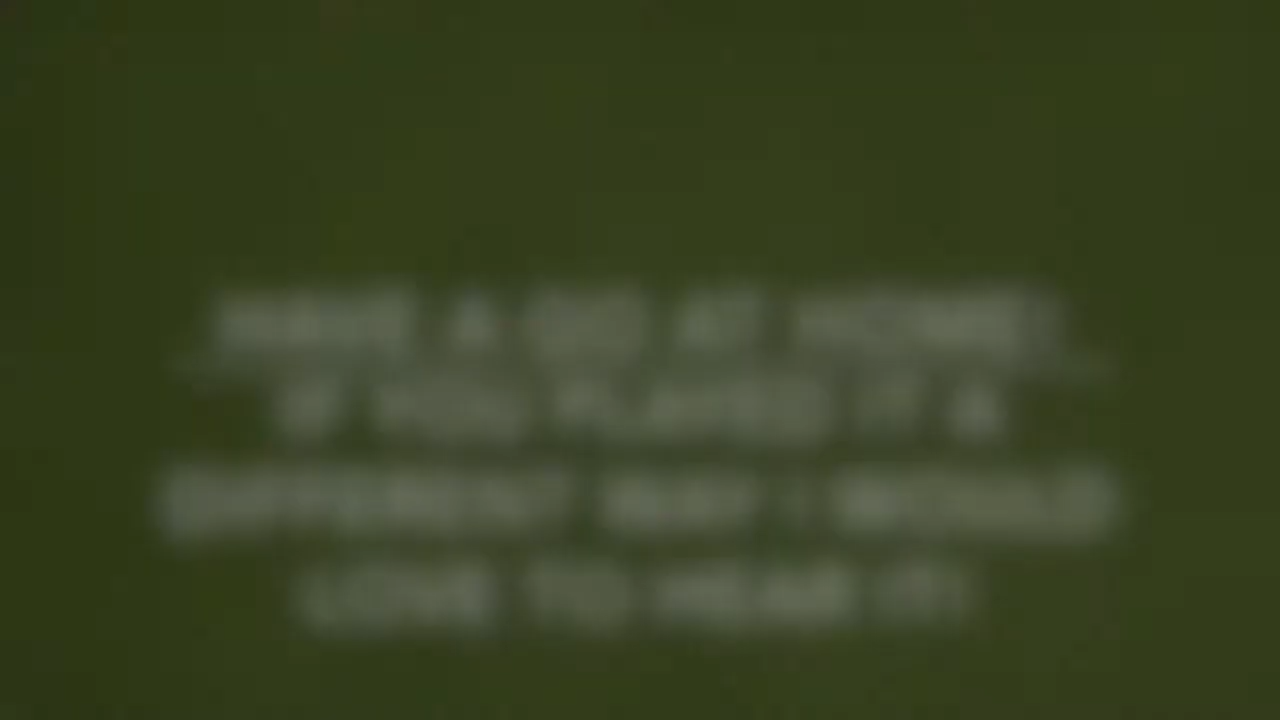 HAVE A GO AT HOME!
IF YOU PLAYED IT A
DIFFERENT WAY I WOULD
LOVE TO HEAR IT!